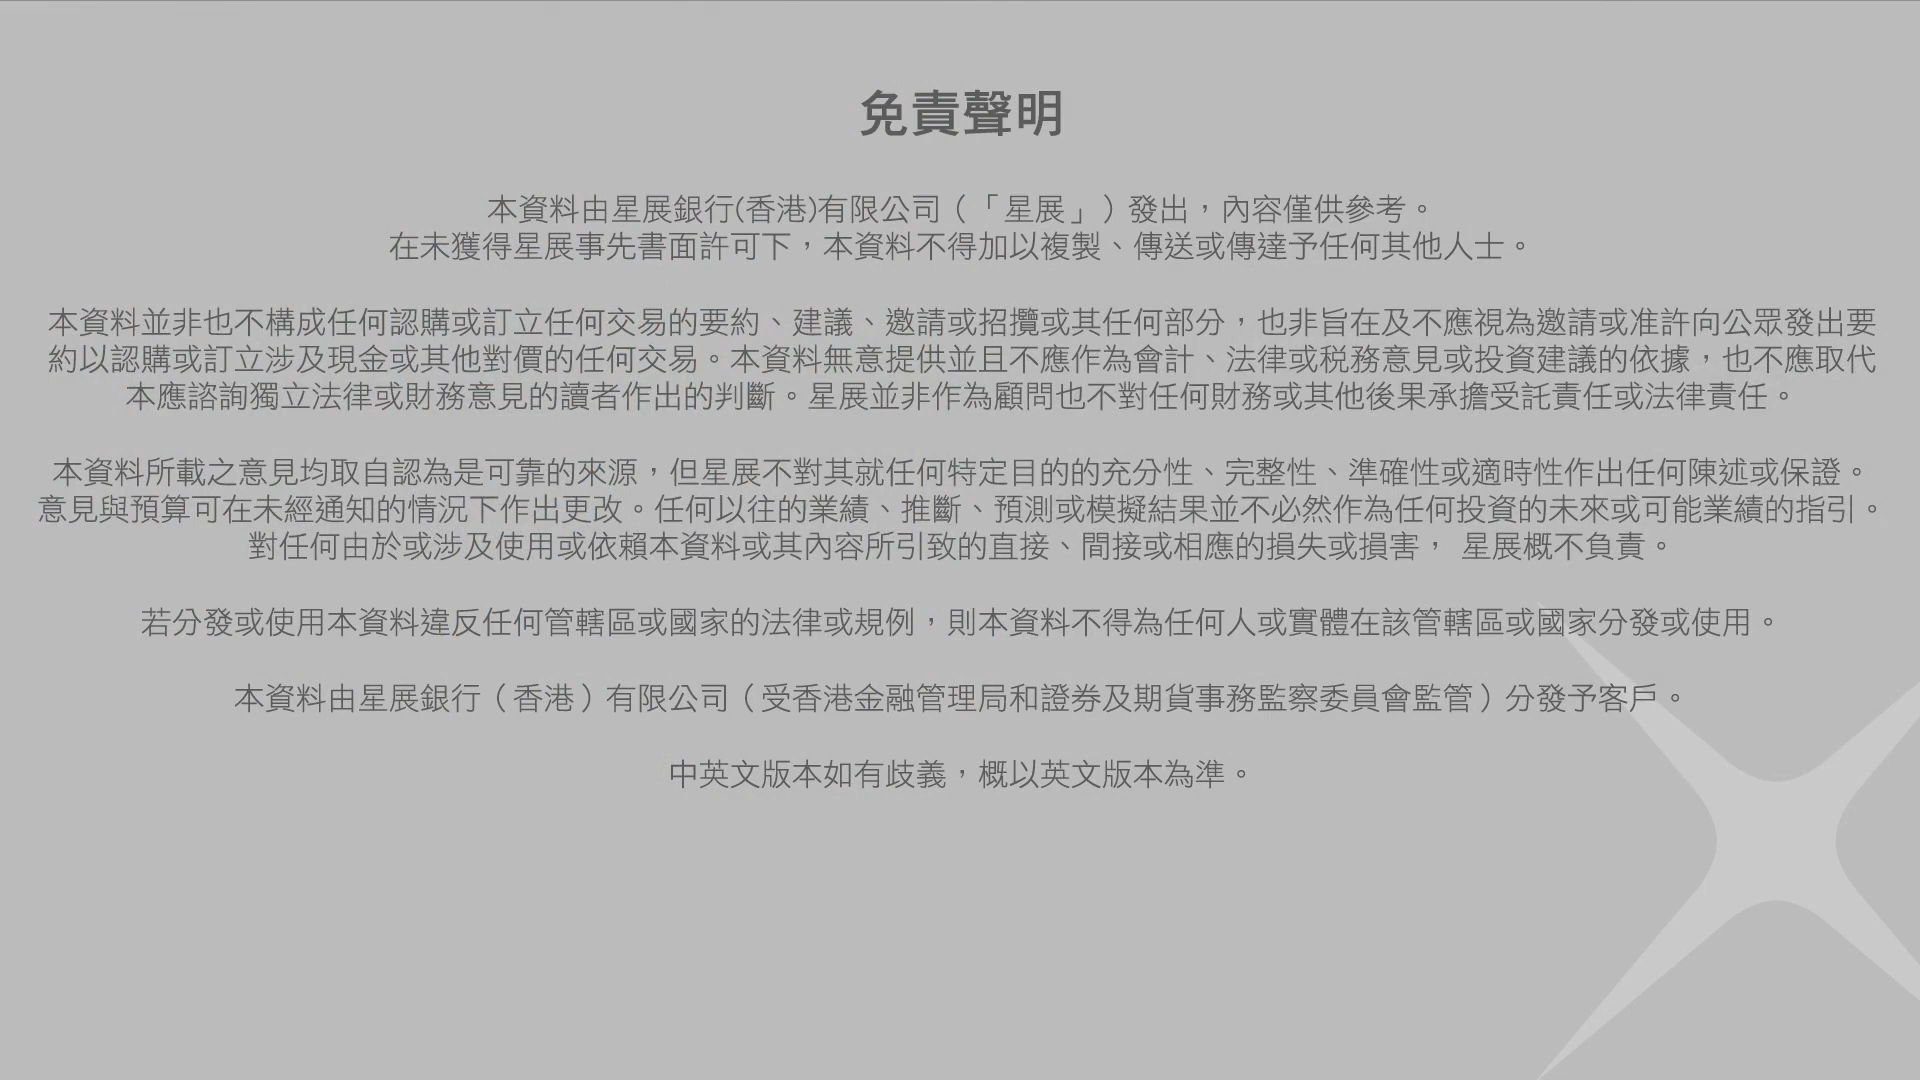 免責聲明
本資料由星展銀行(香港)有限公司（「星展」）發出，內容僅供參考。
在未獲得星展事先書面許可下，本資料不得加以複製、傳送或傳達予任何其他人士。
本資料並非也不構成任何認購或訂立任何交易的要約、建議、邀請或招攬或其任何部分，也非旨在及不應視為邀請或准許向公眾發出要
約以認購或訂立涉及現金或其他對價的任何交易。本資料無意提供並且不應作為會計、法律或稅務意見或投資建議的依據，也不應取代
本應諮詢獨立法律或財務意見的讀者作出的判斷。星展並非作為顧問也不對任何財務或其他後果承擔受託責任或法律責任。
本資料所載之意見均取自認為是可靠的來源，但星展不對其就任何特定目的的充分性、完整性、準確性或適時性作出任何陳述或保證。
意見與預算可在未經通知的情況下作出更改。任何以往的業績、推斷、預測或模擬結果並不必然作為任何投資的未來或可能業績的指引。
對任何由於或涉及使用或依賴本資料或其內容所引致的直接、間接或相應的損失或損害， 星展概不負責。
若分發或使用本資料違反任何管轄區或國家的法律或規例，則本資料不得為任何人或實體在該管轄區或國家分發或使用。
本資料由星展銀行（香港）有限公司（受香港金融管理局和證券及期貨事務監察委員會監管）分發予客戶。
中英文版本如有歧義，概以英文版本為準。